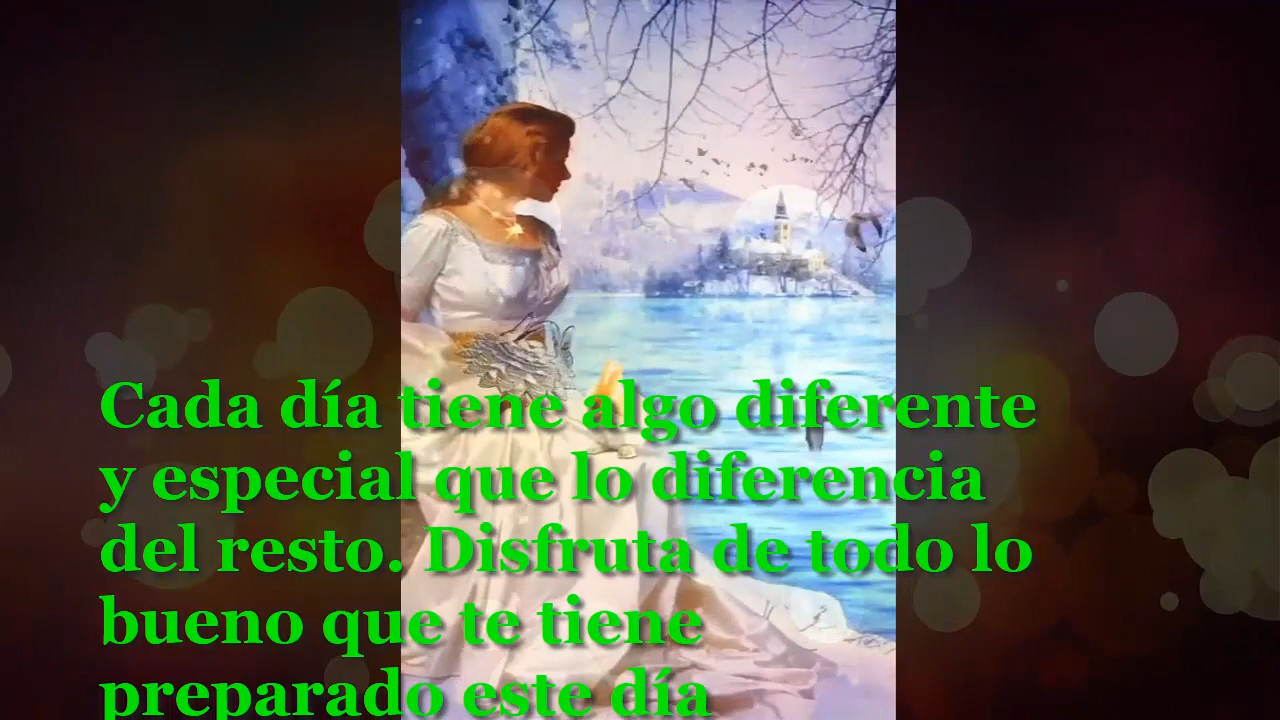 Cada día tiene algo diferente
y especial que lo diferencia
del resto. Disfruta de todo lo
bueno que te tiene
preparado este día